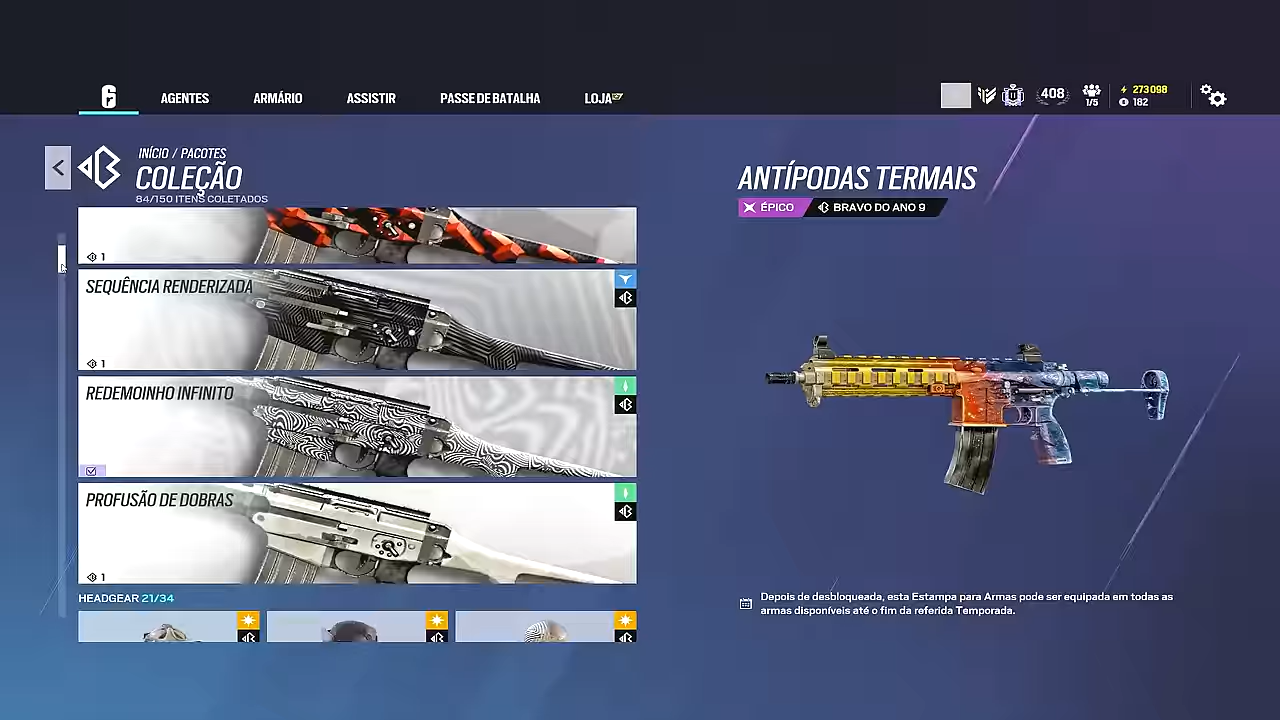 AGENTES
ARMÁRIO
ASSISTIR
PASSE DE BATALHA
LOJA
408
1/5
273098
182
INÍCIO / PACOTES
COLEÇÃO
84/150 ITENS COLETADOS
1
SEQUÊNCIA RENDERIZADA
1
REDEMOINHO INFINITO
PROFUSÃO DE DOBRAS
1
HEADGEAR 21/34
ANTÍPODAS TERMAIS
ÉPICO
BRAVO DO ANO 9
Depois de desbloqueada, esta Estampa para Armas pode ser equipada em todas as
armas disponíveis até o fim da referida Temporada.